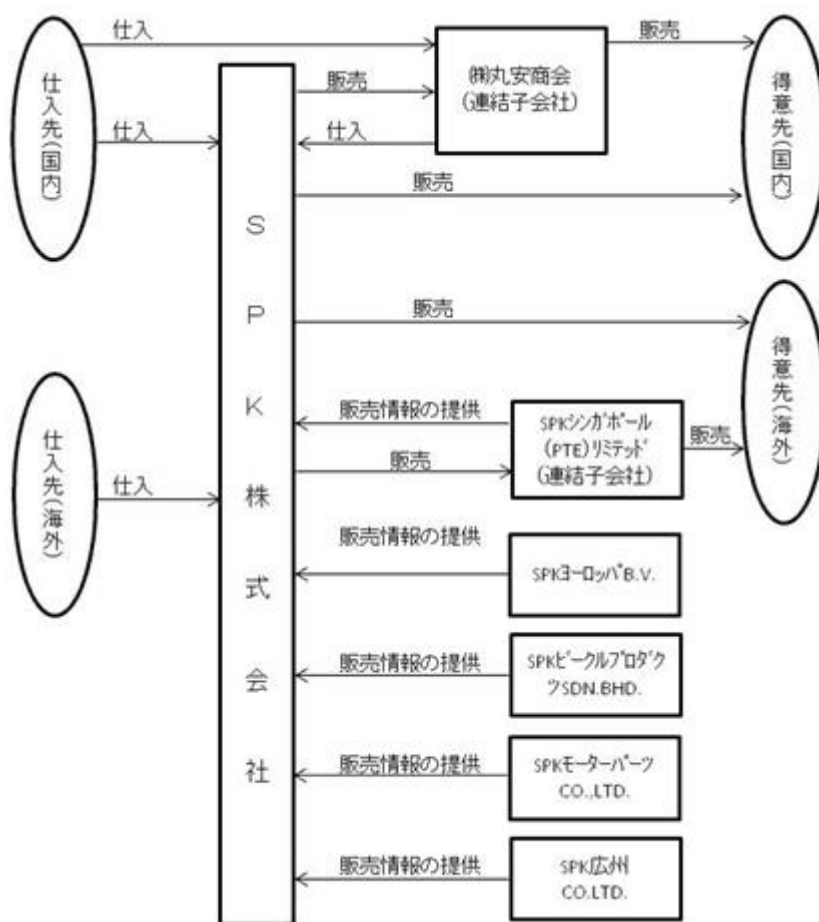 仕入
販売
㈱丸安商会
(連結子会社)
仕入先(国内)
販売
得意先(国内)
仕入
仕入
販売
SPK株式会社
販売
得意先(海外)
販売情報の提供
SPKｼﾝｶﾞﾎﾟｰﾙ
(PTE)ﾘﾐﾃｯﾄﾞ
(連結子会社)
販売
販売
仕入先(海外)
仕入
販売情報の提供
SPKﾖｰﾛｯﾊﾟB.V.
販売情報の提供
SPKﾋﾞｰｸﾙﾌﾟﾛﾀﾞｸ
ﾂSDN.BHD.
販売情報の提供
SPKﾓｰﾀｰﾊﾟｰﾂ
CO.,LTD.
販売情報の提供
SPK広州
CO.LTD.